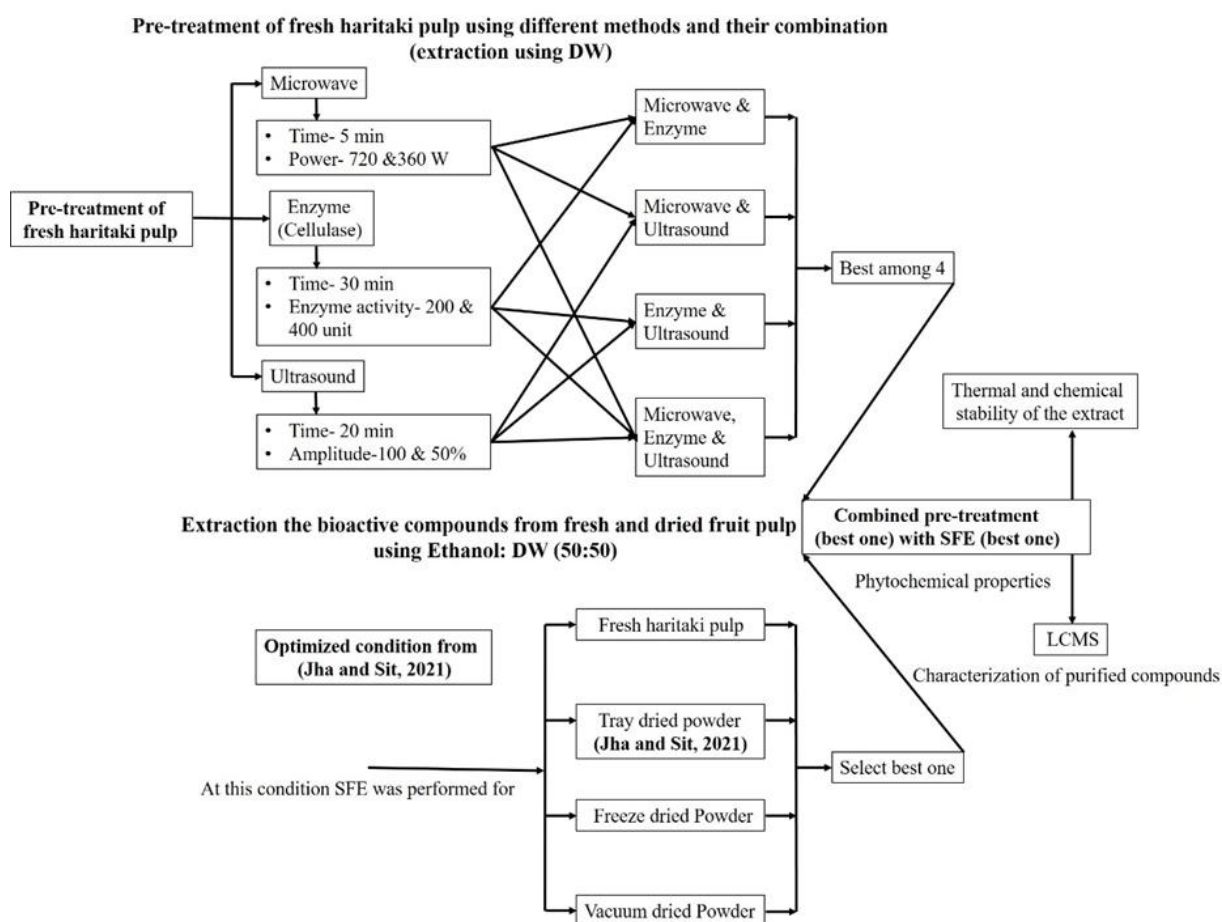 Pre-treatment of fresh haritaki pulp using different methods and their combination
(extraction using DW)
Pre-treatment of
fresh haritaki pulp
Microwave
• Time- 5 min
• Power- 720 &360 W
Enzyme
(Cellulase)
• Time- 30 min
• Enzyme activity- 200 &
400 unit
Ultrasound
• Time- 20 min
• Amplitude-100 & 50%
Microwave &
Enzyme
Microwave &
Ultrasound
Enzyme &
Ultrasound
Microwave,
Enzyme &
Ultrasound
Best among 4
Thermal and chemical
stability of the extract
Combined pre-treatment
(best one) with SFE (best one)
Phytochemical properties
LCMS
Characterization of purified compounds
Extraction the bioactive compounds from fresh and dried fruit pulp
using Ethanol: DW (50:50)
Optimized condition from
(Jha and Sit, 2021)
At this condition SFE was performed for
Fresh haritaki pulp
Tray dried powder
(Jha and Sit, 2021)
Freeze dried Powder
Vacuum dried Powder
Select best one